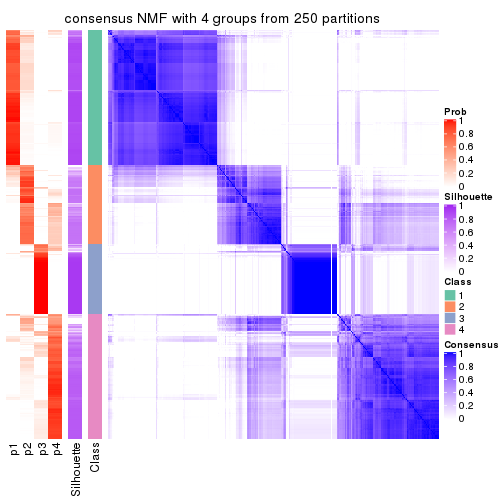 consensus NMF with 4 groups from 250 partitions
Prob
1
0.8
0.6
0.4
0.2
0
Silhouette
1
0.8
0.6
0.4
0.2
0
Class
1
2
3
4
Consensus
1
0.8
0.6
0.4
0.2
0
p1
p2
p3
p4
Silhouette
Class